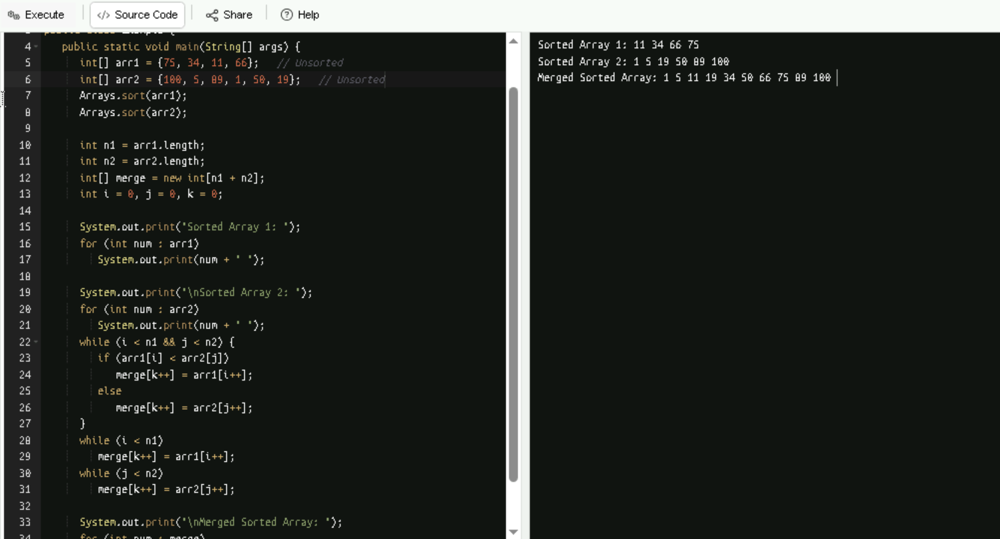 Execute
</> Source Code
Share
? Help
4 public static void main(String[] args) {
5 int[] arr1 = {75, 34, 11, 66}; // Unsorted
6 int[] arr2 = {100, 5, 89, 1, 50, 19}; // Unsorted
7 Arrays.sort(arr1);
8 Arrays.sort(arr2);
9
10 int n1 = arr1.length;
11 int n2 = arr2.length;
12 int[] merge = new int[n1 + n2];
13 int i = 0, j = 0, k = 0;
14
15 System.out.print("Sorted Array 1: ");
16 for (int num : arr1)
17 System.out.print(num + " ");
18
19 System.out.print("\nSorted Array 2: ");
20 for (int num : arr2)
21 System.out.print(num + " ");
22 while (i < n1 && j < n2) {
23 if (arr1[i] < arr2[j])
24 merge[k++] = arr1[i++];
25 else
26 merge[k++] = arr2[j++];
27 }
28 while (i < n1)
29 merge[k++] = arr1[i++];
30 while (j < n2)
31 merge[k++] = arr2[j++];
32
33 System.out.print("\nMerged Sorted Array: ");
34 for (int num : merge)
Sorted Array 1: 11 34 66 75
Sorted Array 2: 1 5 19 50 89 100
Merged Sorted Array: 1 5 11 19 34 50 66 75 89 100